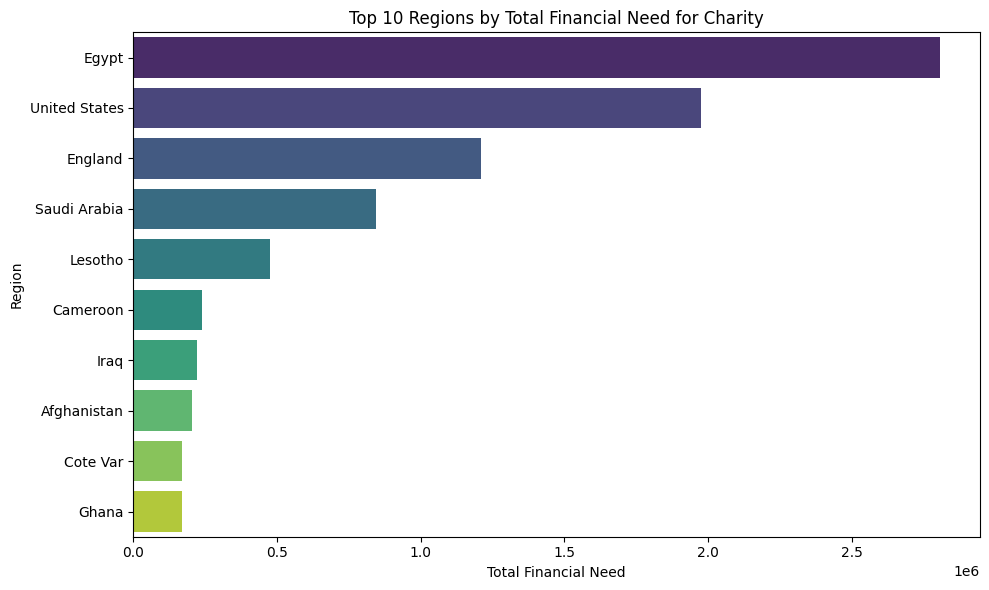 Top 10 Regions by Total Financial Need for Charity
Region
Egypt
United States
England
Saudi Arabia
Lesotho
Cameroon
Iraq
Afghanistan
Cote Var
Ghana
0.0 0.5 1.0 1.5 2.0 2.5
1e6
Total Financial Need